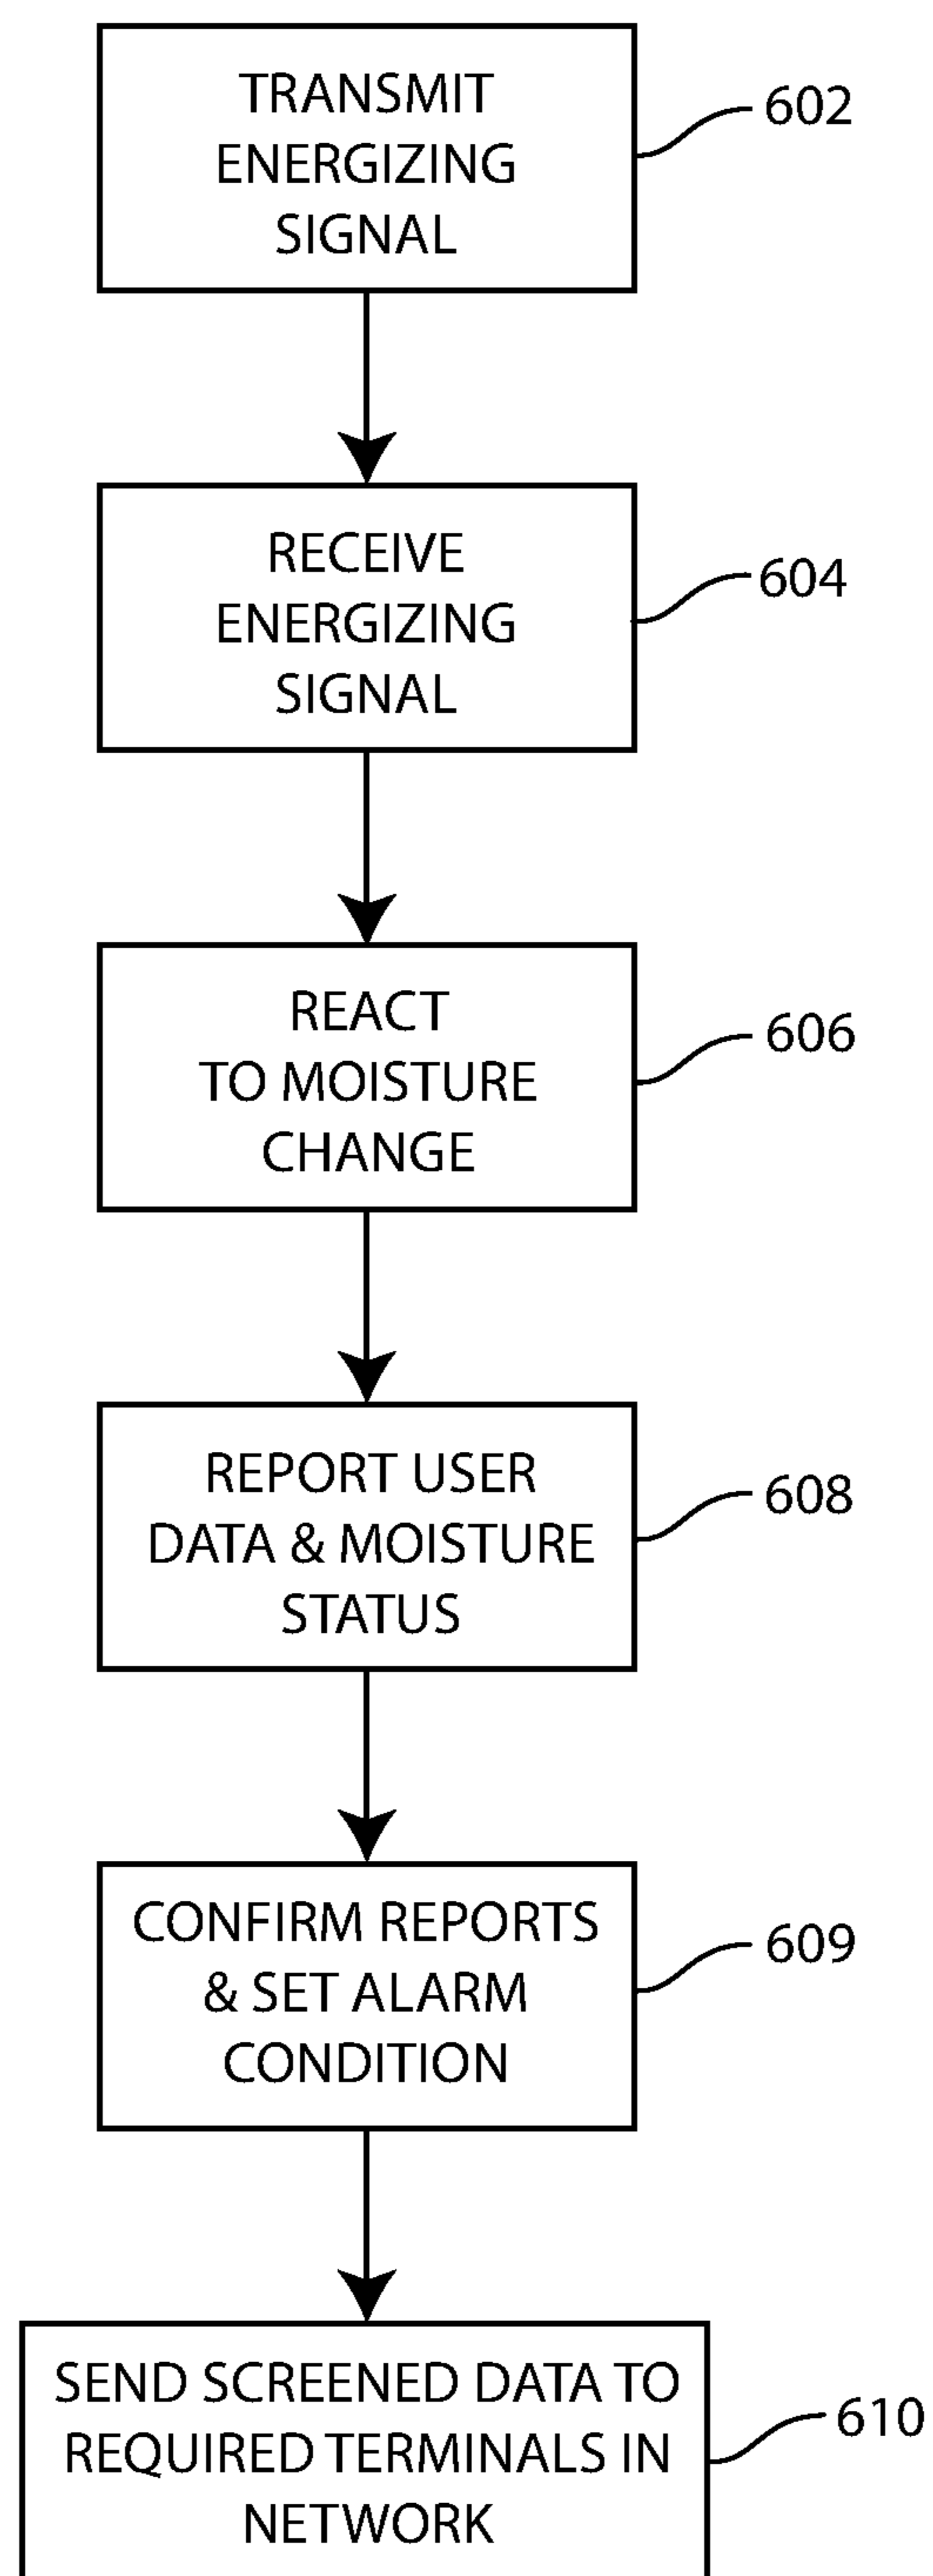 TRANSMIT
ENERGIZING
SIGNAL
602
RECEIVE
ENERGIZING
SIGNAL
604
REACT
TO MOISTURE
CHANGE
606
REPORT USER
DATA & MOISTURE
STATUS
608
CONFIRM REPORTS
& SET ALARM
CONDITION
609
SEND SCREENED DATA TO
REQUIRED TERMINALS IN
NETWORK
610